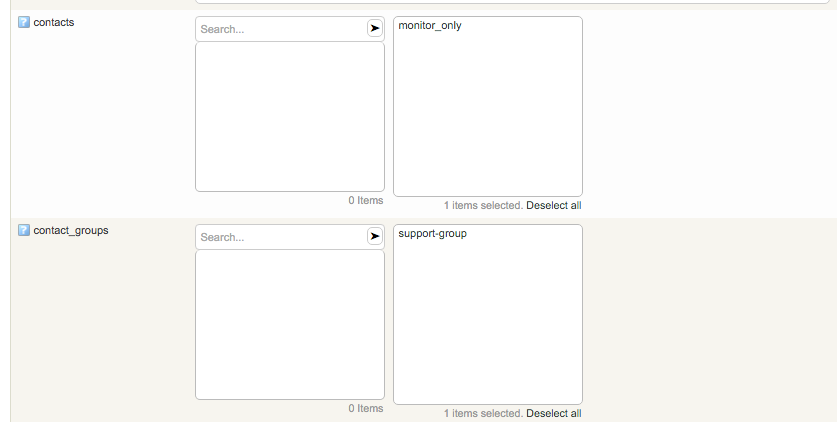 ? contacts
Search...
monitor_only
0 Items
1 items selected. Deselect all
? contact_groups
Search...
support-group
0 Items
1 items selected. Deselect all